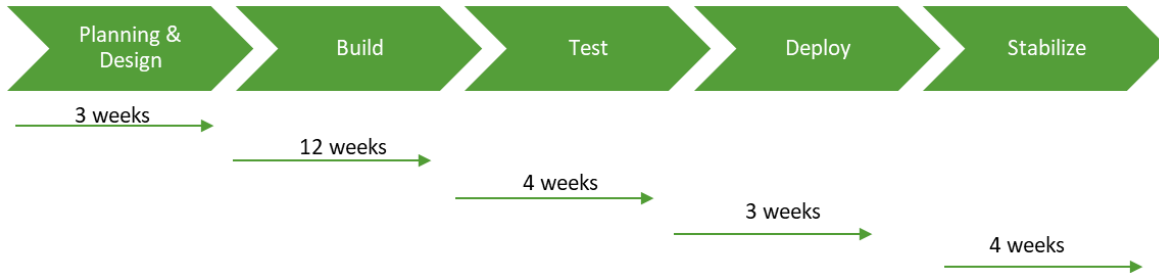 Planning &
Design
Build
Test
Deploy
Stabilize
3 weeks
12 weeks
4 weeks
3 weeks
4 weeks